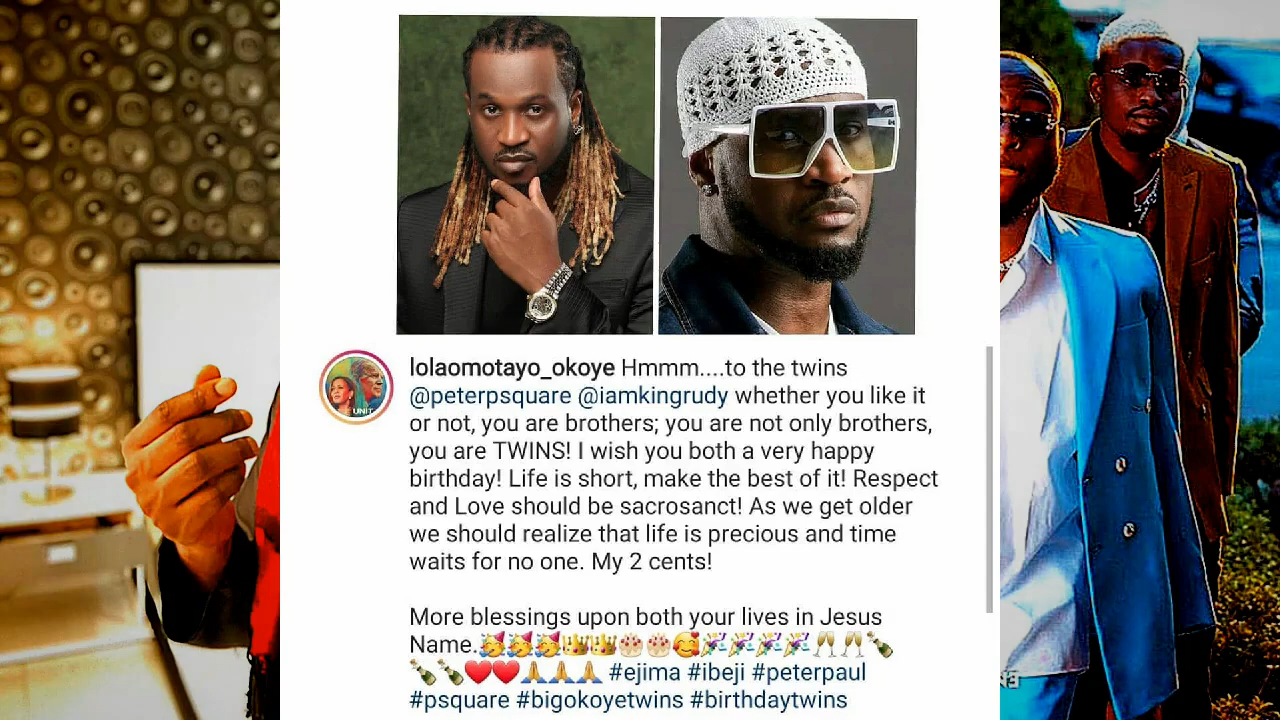 lolaomotayo_okoye Hmmm....to the twins
@peterpsquare @iamkingrudy whether you like it
or not, you are brothers; you are not only brothers,
you are TWINS! I wish you both a very happy
birthday! Life is short, make the best of it! Respect
and Love should be sacrosanct! As we get older
we should realize that life is precious and time
waits for no one. My 2 cents!
More blessings upon both your lives in Jesus
Name.🥳🥳🥳👑👑🎂🎂🥰🎉🎉🎉🎉🥂🥂🍾
🍾🍾❤️❤️🙏🙏🙏 #ejima #ibeji #peterpaul
#psquare #bigokoyetwins #birthdaytwins
UNIT